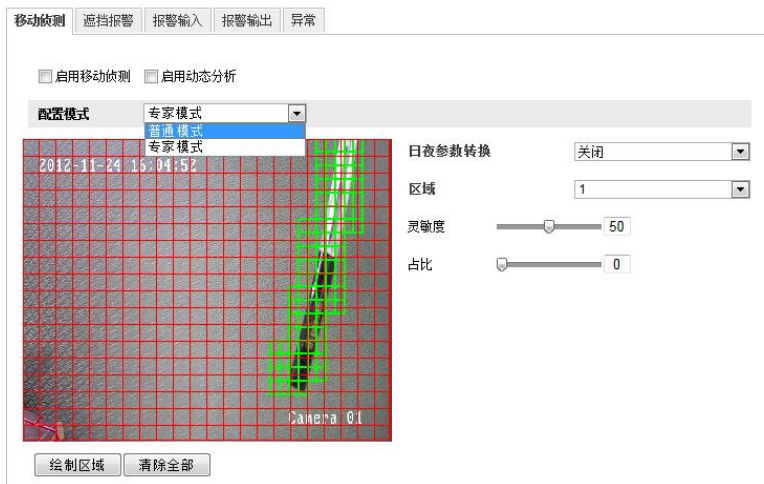 移动侦测 遮挡报警 报警输入 报警输出 异常
启用移动侦测 启用动态分析
配置模式 专家模式
普通模式
专家模式
2012-11-24 16:04:52
Camera 01
日夜参数转换 关闭
区域 1
灵敏度 50
占比 0
绘制区域 清除全部